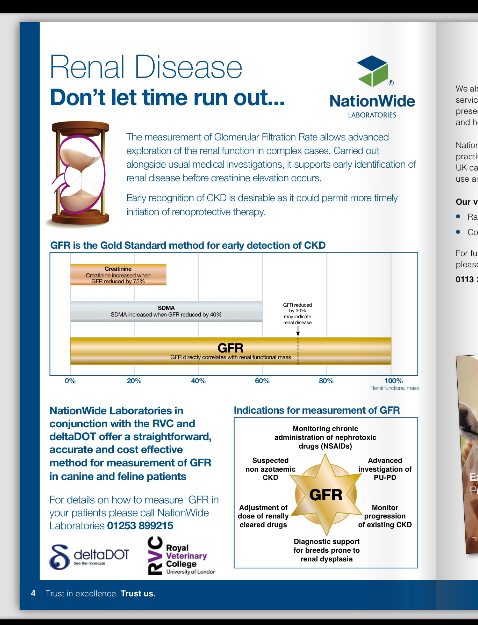 Renal Disease
Don't let time run out...
®
NationWide
LABORATORIES
The measurement of Glomerular Filtration Rate allows advanced
exploration of the renal function in complex cases. Carried out
alongside usual medical investigations, it supports early identification of
renal disease before creatinine elevation occurs.
Early recognition of CKD is desirable as it could permit more timely
initiation of renoprotective therapy.
GFR is the Gold Standard method for early detection of CKD
Creatinine
Creatinine increased when
GFR reduced by 75%
SDMA
SDMA increased when GFR reduced by 40%
GFR reduced
by 30%
may indicate
renal disease
GFR
GFR directly correlates with renal functional mass
0% 20% 40% 60% 80% 100%
Renal functional mass
NationWide Laboratories in
conjunction with the RVC and
deltaDOT offer a straightforward,
accurate and cost effective
method for measurement of GFR
in canine and feline patients
For details on how to measure GFR in
your patients please call NationWide
Laboratories 01253 899215
deltaDOT
See the molecule
RVC
Royal
Veterinary
College
University of London
Indications for measurement of GFR
Monitoring chronic
administration of nephrotoxic
drugs (NSAIDs)
Suspected
non azotaemic
CKD
Advanced
investigation of
PU-PD
GFR
Adjustment of
dose of renally
cleared drugs
Monitor
progression
of existing CKD
Diagnostic support
for breeds prone to
renal dysplasia
4 Trust in excellence. Trust us.
We als
servic
prese
and h
Nation
practi
UK ca
use a
Our v
• Ra
• Co
For fu
please
0113